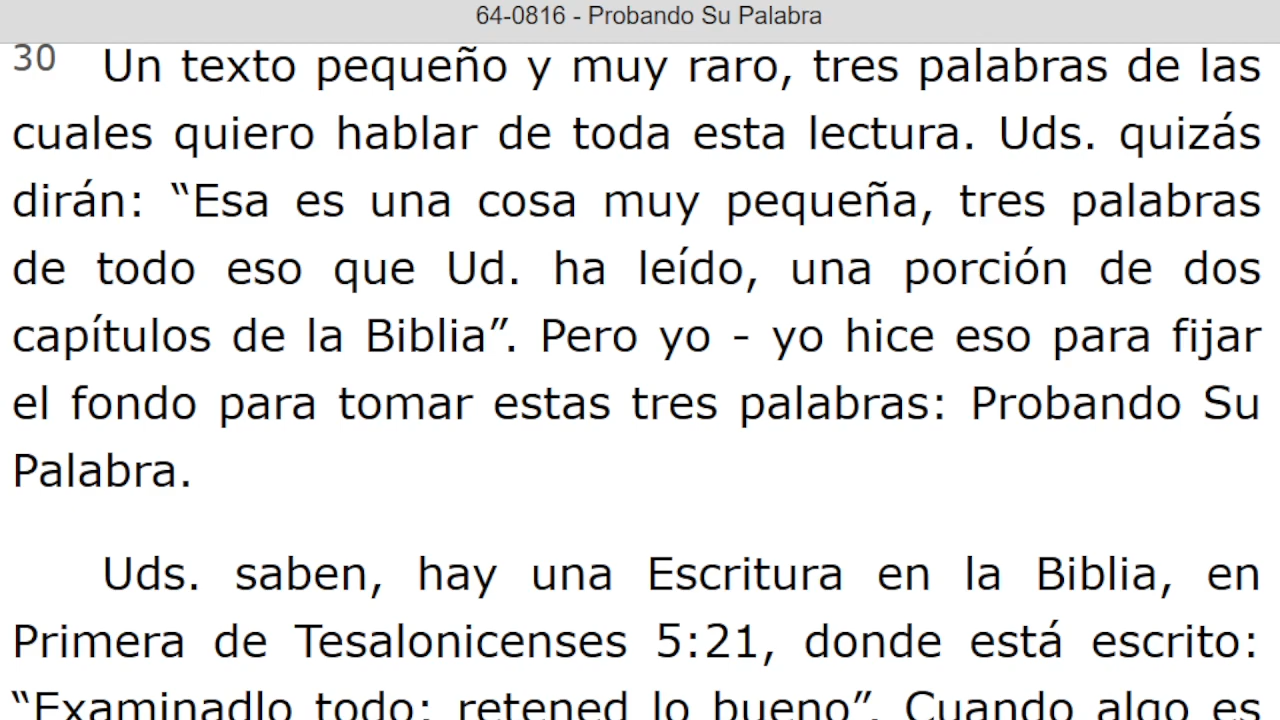 64-0816 - Probando Su Palabra
30 Un texto pequeño y muy raro, tres palabras de las
cuales quiero hablar de toda esta lectura. Uds. quizás
dirán: “Esa es una cosa muy pequeña, tres palabras
de todo eso que Ud. ha leído, una porción de dos
capítulos de la Biblia”. Pero yo - yo hice eso para fijar
el fondo para tomar estas tres palabras: Probando Su
Palabra.
Uds. saben, hay una Escritura en la Biblia, en
Primera de Tesalonicenses 5:21, donde está escrito:
“Examinadlo todo; retened lo bueno”. Cuando algo es